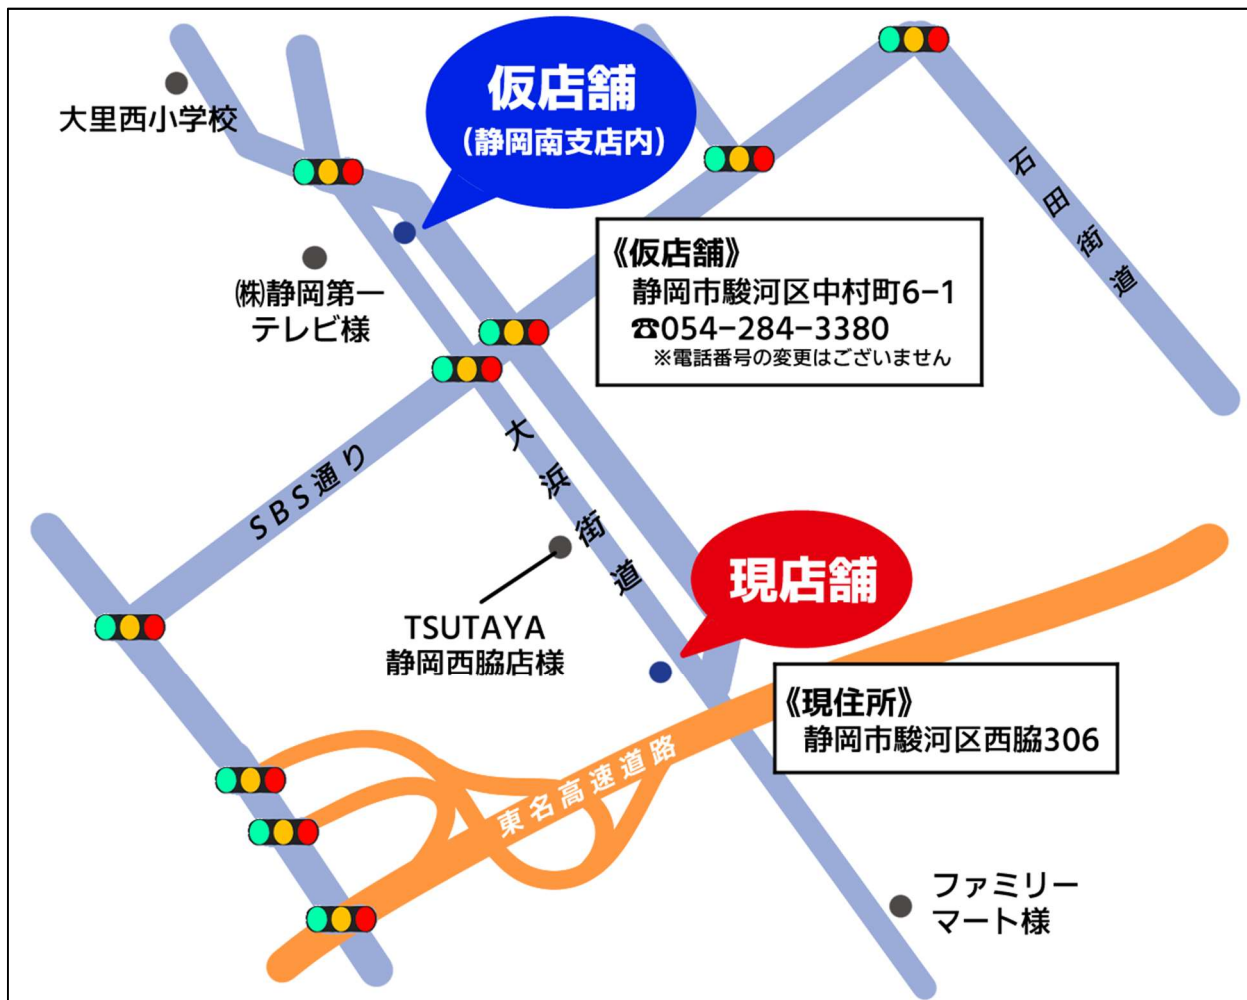 仮店舗
(静岡南支店内)
大里西小学校
石田街道
《仮店舗》
静岡市駿河区中村町6−1
☎054−284−3380
※電話番号の変更はございません
㈱静岡第一
テレビ様
SBS通り
大浜街道
現店舗
TSUTAYA
静岡西脇店様
《現住所》
静岡市駿河区西脇306
東名高速道路
ファミリー
マート様